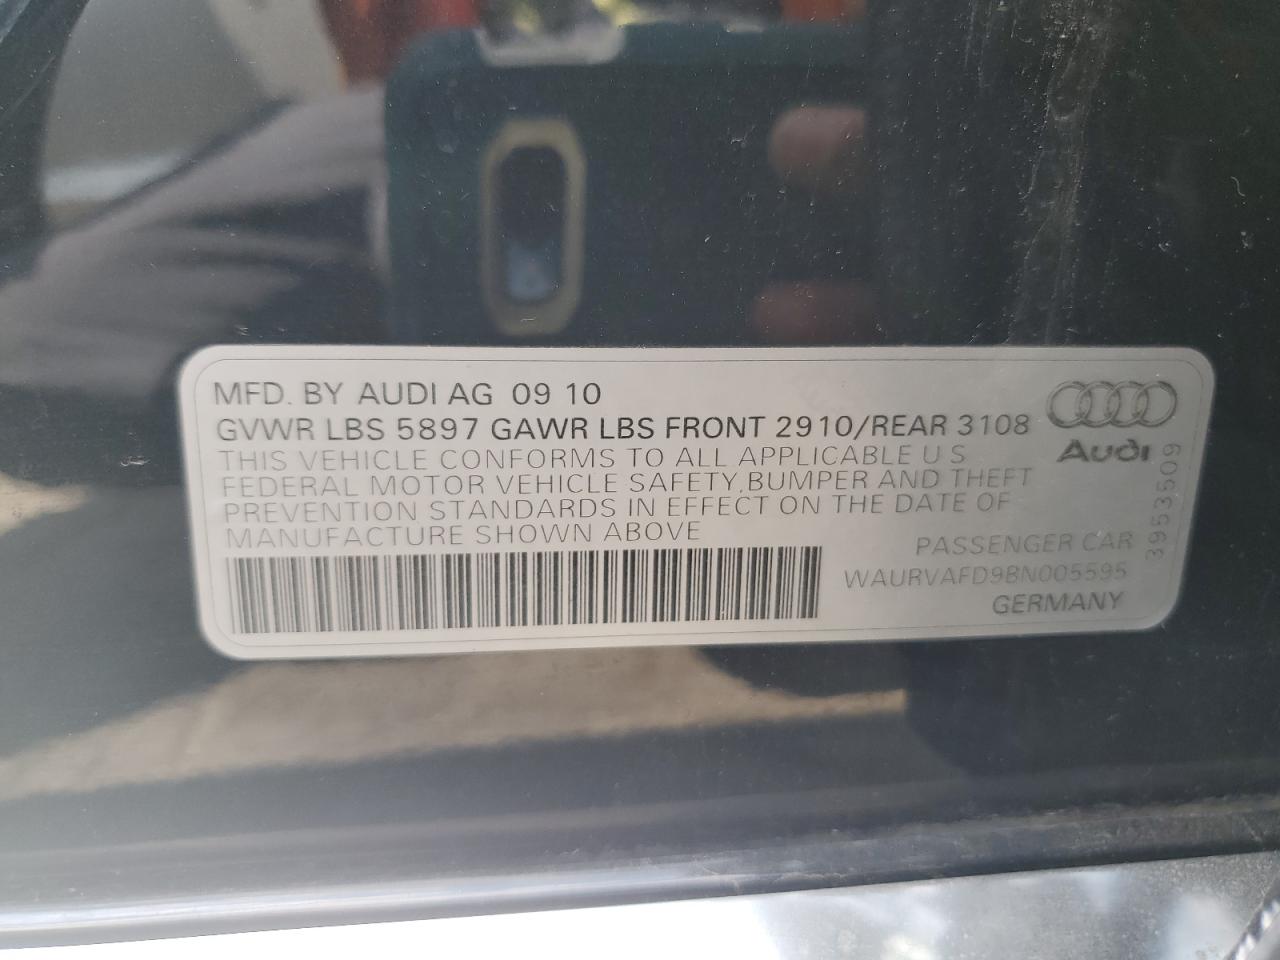 MFD. BY AUDI AG 09 10
GVWR LBS 5897 GAWR LBS FRONT 2910/REAR 3108
THIS VEHICLE CONFORMS TO ALL APPLICABLE U S
FEDERAL MOTOR VEHICLE SAFETY, BUMPER AND THEFT
PREVENTION STANDARDS IN EFFECT ON THE DATE OF
MANUFACTURE SHOWN ABOVE
PASSENGER CAR
WAURVAFD9BN005595
GERMANY
Audi
3953509